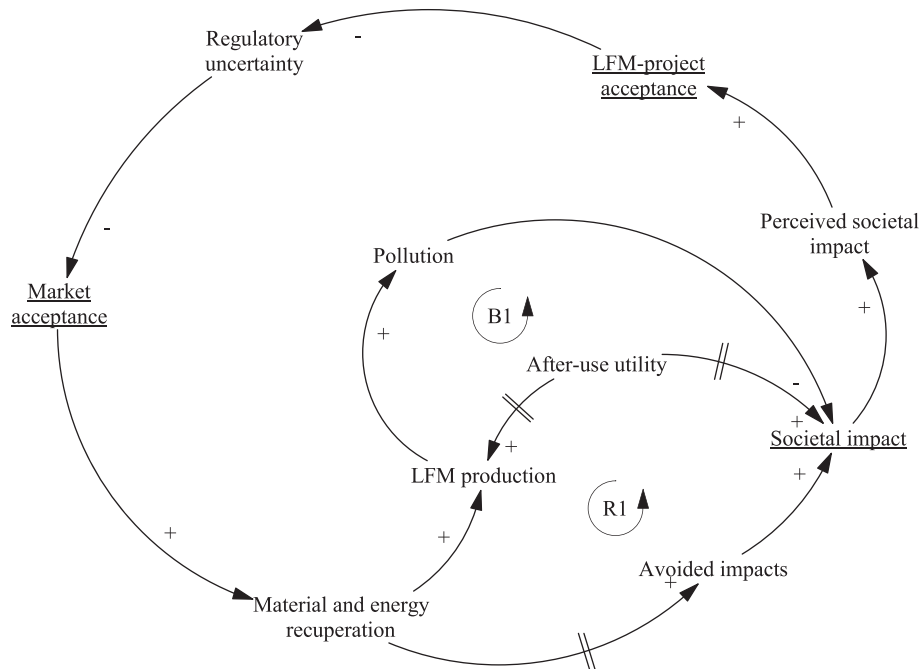 Regulatory
uncertainty
-
LFM-project
acceptance
+
Perceived societal
impact
-
Pollution
Market
acceptance
B1
+
+
After-use utility
-
+
Societal impact
+
LFM production
+
R1
+
+
Avoided impacts
+
Material and energy
recuperation